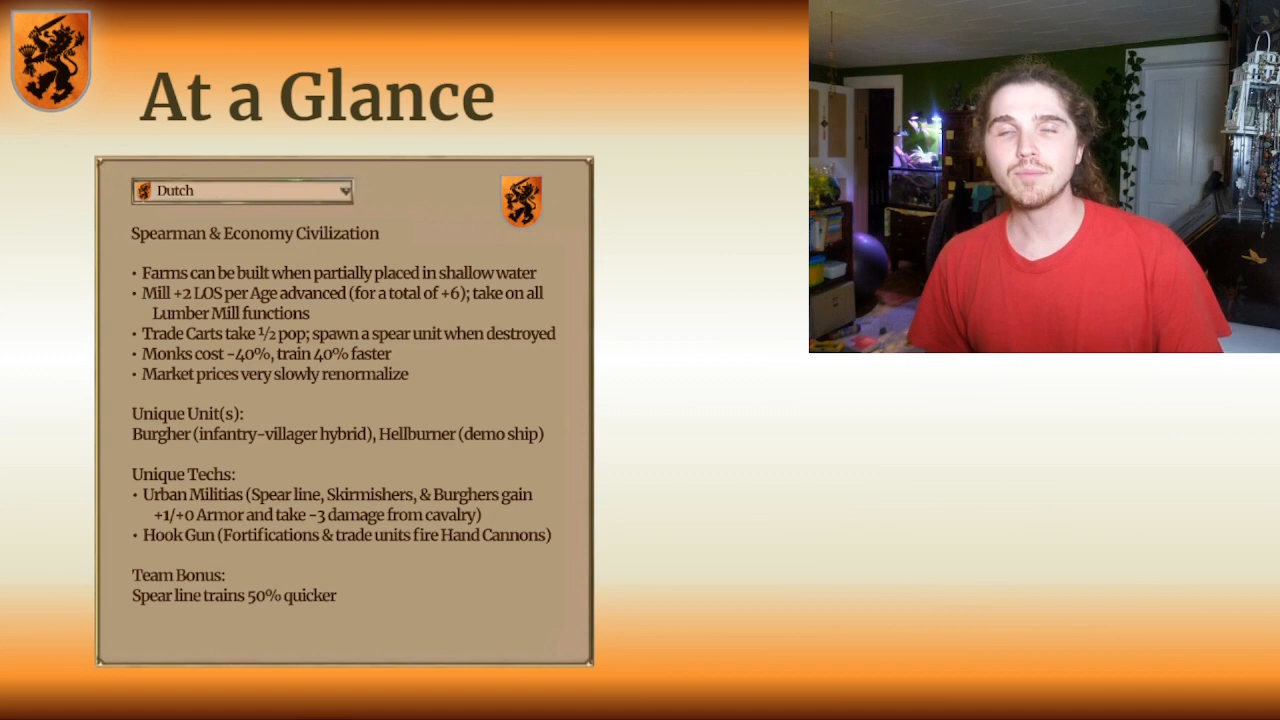 At a Glance
Dutch
Spearman & Economy Civilization
• Farms can be built when partially placed in shallow water
• Mill +2 LOS per Age advanced (for a total of +6); take on all
Lumber Mill functions
• Trade Carts take ½ pop; spawn a spear unit when destroyed
• Monks cost -40%, train 40% faster
• Market prices very slowly renormalize
Unique Unit(s):
Burgher (infantry-villager hybrid), Hellburner (demo ship)
Unique Techs:
• Urban Militias (Spear line, Skirmishers, & Burghers gain
+1/+0 Armor and take -3 damage from cavalry)
• Hook Gun (Fortifications & trade units fire Hand Cannons)
Team Bonus:
Spear line trains 50% quicker